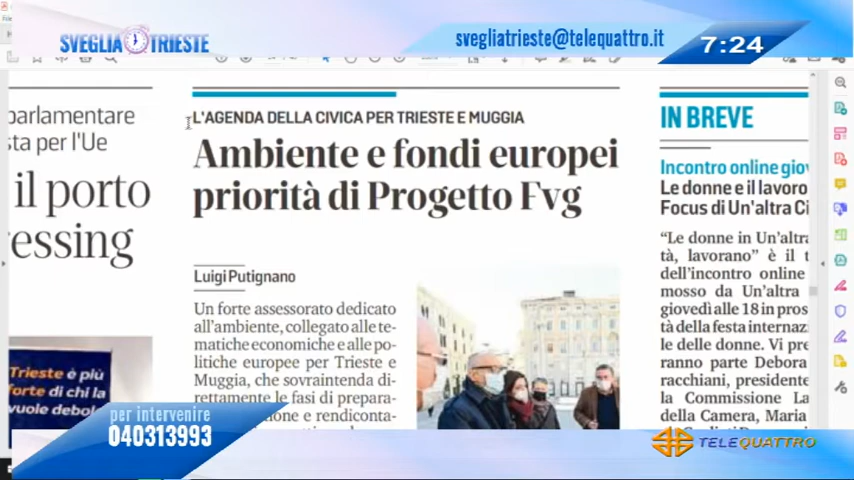 SVEGLIA TRIESTE
svegliatrieste@telequattro.it
7:24
parlamentare
sta per l'Ue
il porto
ressing
Trieste è più
forte di chi la
vuole debole
L'AGENDA DELLA CIVICA PER TRIESTE E MUGGIA
Ambiente e fondi europei
priorità di Progetto Fvg
Luigi Putignano
Un forte assessorato dedicato
all'ambiente, collegato alle te-
matiche economiche e alle po-
litiche europee per Trieste e
Muggia, che sovraintenda di-
rettamente le fasi di prepara-
zione e rendiconta-
IN BREVE
Incontro online giov
Le donne e il lavoro
Focus di Un'altra Ci
“Le donne in Un'altra
tà, lavorano” è il t
dell'incontro online
mosso da Un'altra
giovedì alle 18 in pros
tà della festa internazi
le delle donne. Vi pre
ranno parte Debora
racchiani, presidente
la Commissione La
della Camera, Maria
per intervenire
040313993
TELEQUATTRO